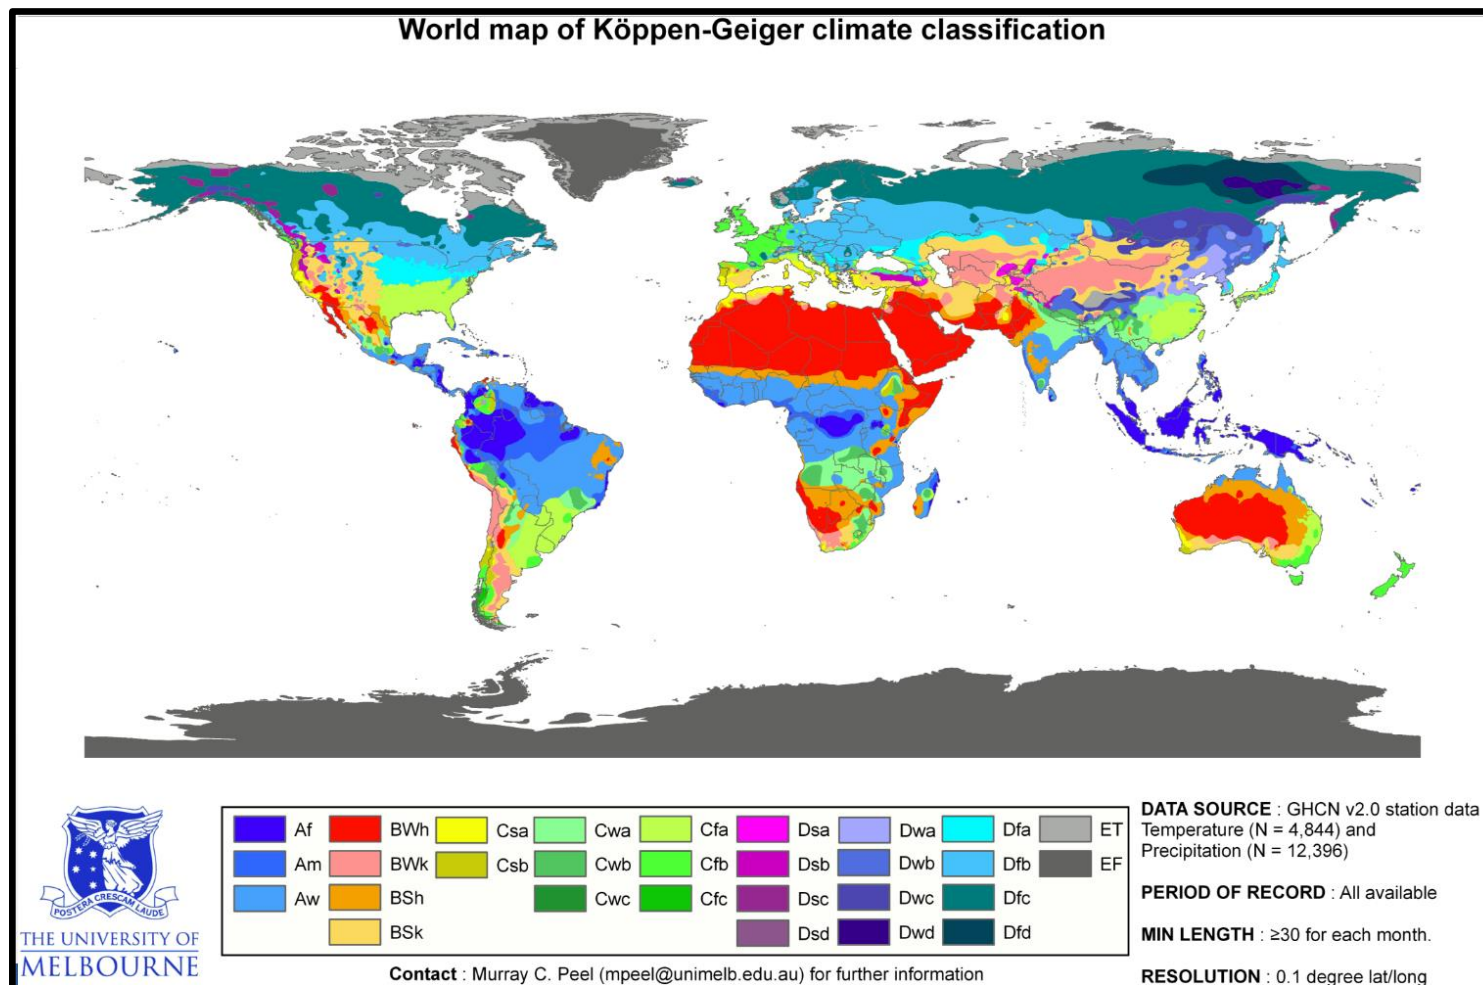 World map of Köppen-Geiger climate classification
POSTERA CRESCAM LAUDE
THE UNIVERSITY OF
MELBOURNE
Af
Am
Aw
BWh
BWk
BSh
BSk
Csa
Csb
Cwa
Cwb
Cwc
Cfa
Cfb
Cfc
Dsa
Dsb
Dsc
Dsd
Dwa
Dwb
Dwc
Dwd
Dfa
Dfb
Dfc
Dfd
ET
EF
Contact : Murray C. Peel (mpeel@unimelb.edu.au) for further information
DATA SOURCE : GHCN v2.0 station data
Temperature (N = 4,844) and
Precipitation (N = 12,396)
PERIOD OF RECORD : All available
MIN LENGTH : ≥30 for each month.
RESOLUTION : 0.1 degree lat/long